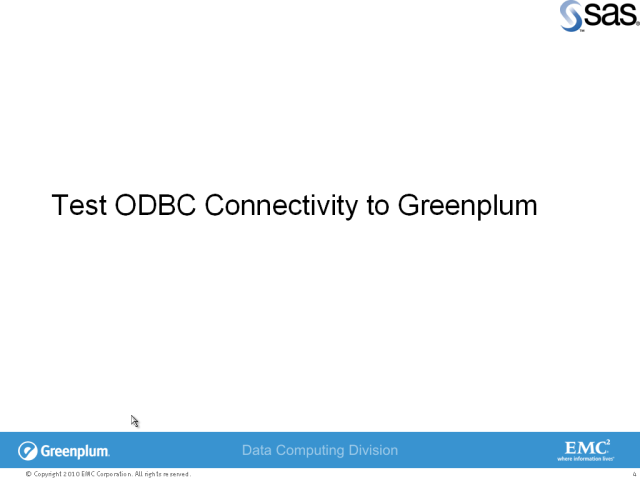 sas
TM
Test ODBC Connectivity to Greenplum
Greenplum.
Data Computing Division
EMC²
where information lives®
© Copyright 2010 EMC Corporation. All rights reserved.
4